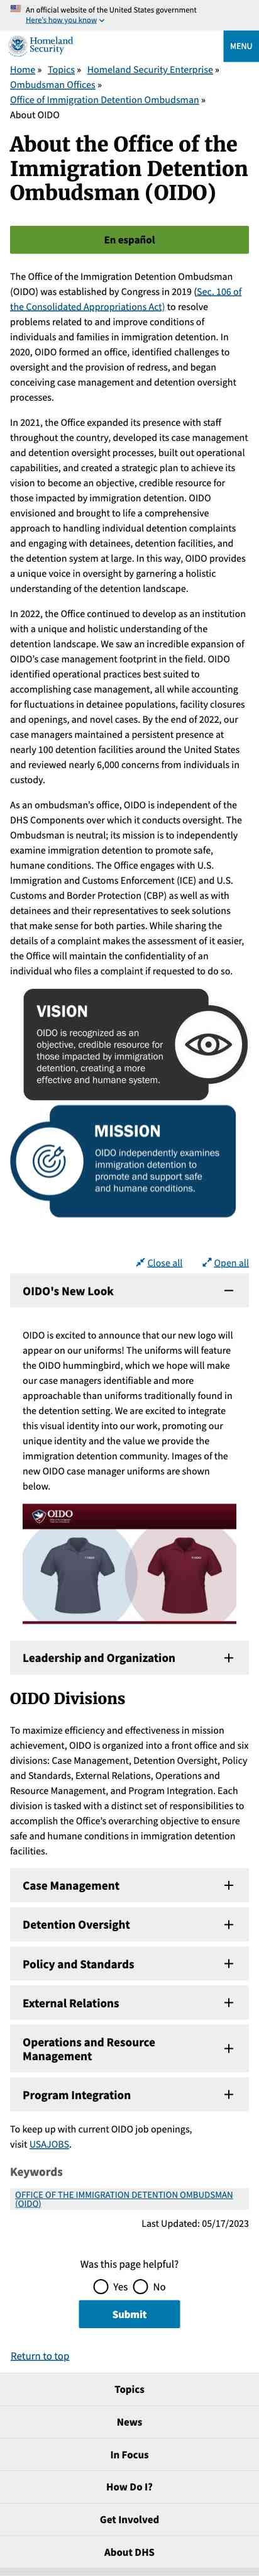 An official website of the United States government
Here's how you know
Homeland
Security
MENU
Home » Topics » Homeland Security Enterprise »
Ombudsman Offices »
Office of Immigration Detention Ombudsman »
About OIDO
About the Office of the
Immigration Detention
Ombudsman (OIDO)
En español
The Office of the Immigration Detention Ombudsman
(OIDO) was established by Congress in 2019 (Sec. 106 of
the Consolidated Appropriations Act) to resolve
problems related to and improve conditions of
individuals and families in immigration detention. In
2020, OIDO formed an office, identified challenges to
oversight and the provision of redress, and began
conceiving case management and detention oversight
processes.
In 2021, the Office expanded its presence with staff
throughout the country, developed its case management
and detention oversight processes, built out operational
capabilities, and created a strategic plan to achieve its
vision to become an objective, credible resource for
those impacted by immigration detention. OIDO
envisioned and brought to life a comprehensive
approach to handling individual detention complaints
and engaging with detainees, detention facilities, and
the detention system at large. In this way, OIDO provides
a unique voice in oversight by garnering a holistic
understanding of the detention landscape.
In 2022, the Office continued to develop as an institution
with a unique and holistic understanding of the
detention landscape. We saw an incredible expansion of
OIDO's case management footprint in the field. OIDO
identified operational practices best suited to
accomplishing case management, all while accounting
for fluctuations in detainee populations, facility closures
and openings, and novel cases. By the end of 2022, our
case managers maintained a persistent presence at
nearly 100 detention facilities around the United States
and reviewed nearly 6,000 concerns from individuals in
custody.
As an ombudsman's office, OIDO is independent of the
DHS Components over which it conducts oversight. The
Ombudsman is neutral; its mission is to independently
examine immigration detention to promote safe,
humane conditions. The Office engages with U.S.
Immigration and Customs Enforcement (ICE) and U.S.
Customs and Border Protection (CBP) as well as with
detainees and their representatives to seek solutions
that make sense for both parties. While sharing the
details of a complaint makes the assessment of it easier,
the Office will maintain the confidentiality of an
individual who files a complaint if requested to do so.
VISION
OIDO is recognized as an
objective, credible resource for
those impacted by immigration
detention, creating a more
effective and humane system.
MISSION
OIDO independently examines
immigration detention to
promote and support safe
and humane conditions.
Close all Open all
OIDO's New Look
OIDO is excited to announce that our new logo will
appear on our uniforms! The uniforms will feature
the OIDO hummingbird, which we hope will make
our case managers identifiable and more
approachable than uniforms traditionally found in
the detention setting. We are excited to integrate
this visual identity into our work, promoting our
unique identity and the value we provide the
immigration detention community. Images of the
new OIDO case manager uniforms are shown
below.
OIDO
Leadership and Organization
OIDO Divisions
To maximize efficiency and effectiveness in mission
achievement, OIDO is organized into a front office and six
divisions: Case Management, Detention Oversight, Policy
and Standards, External Relations, Operations and
Resource Management, and Program Integration. Each
division is tasked with a distinct set of responsibilities to
accomplish the Office's overarching objective to ensure
safe and humane conditions in immigration detention
facilities.
Case Management
Detention Oversight
Policy and Standards
External Relations
Operations and Resource
Management
Program Integration
To keep up with current OIDO job openings,
visit USAJOBS.
Keywords
OFFICE OF THE IMMIGRATION DETENTION OMBUDSMAN
(OIDO)
Last Updated: 05/17/2023
Was this page helpful?
Yes No
Submit
Return to top
Topics
News
In Focus
How Do I?
Get Involved
About DHS